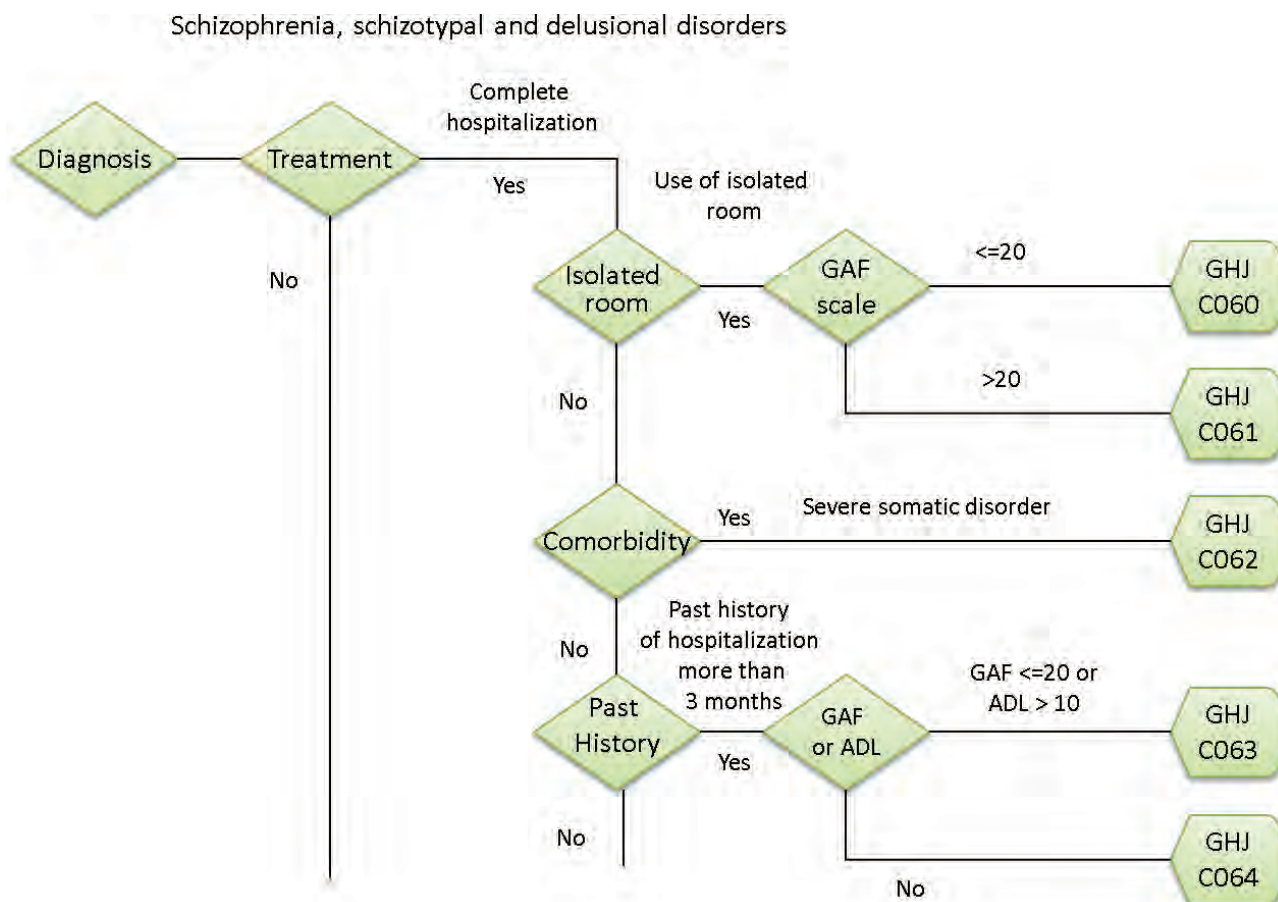 Schizophrenia, schizotypal and delusional disorders
Complete
hospitalization
Diagnosis
Treatment
Yes
Use of isolated
room
No
Isolated
room
Yes
GAF
scale
<=20
GHJ
C060
>20
GHJ
C061
No
Comorbidity
Yes
Severe somatic disorder
GHJ
C062
No
Past history
of hospitalization
more than
3 months
Past
History
Yes
GAF
or ADL
GAF <=20 or
ADL > 10
GHJ
C063
No
No
GHJ
C064